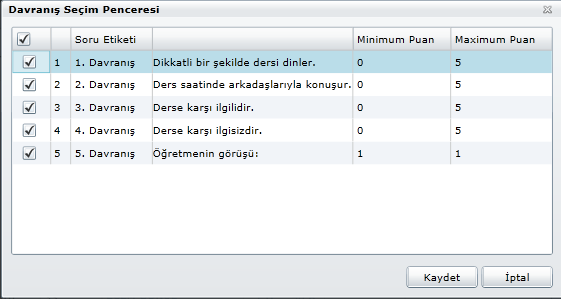 Davranış Seçim Penceresi
Soru Etiketi Minimum Puan Maximum Puan
1 1. Davranış Dikkatli bir şekilde dersi dinler. 0 5
2 2. Davranış Ders saatinde arkadaşlarıyla konuşur. 0 5
3 3. Davranış Derse karşı ilgilidir. 0 5
4 4. Davranış Derse karşı ilgisizdir. 0 5
5 5. Davranış Öğretmenin görüşü: 1 1
Kaydet İptal